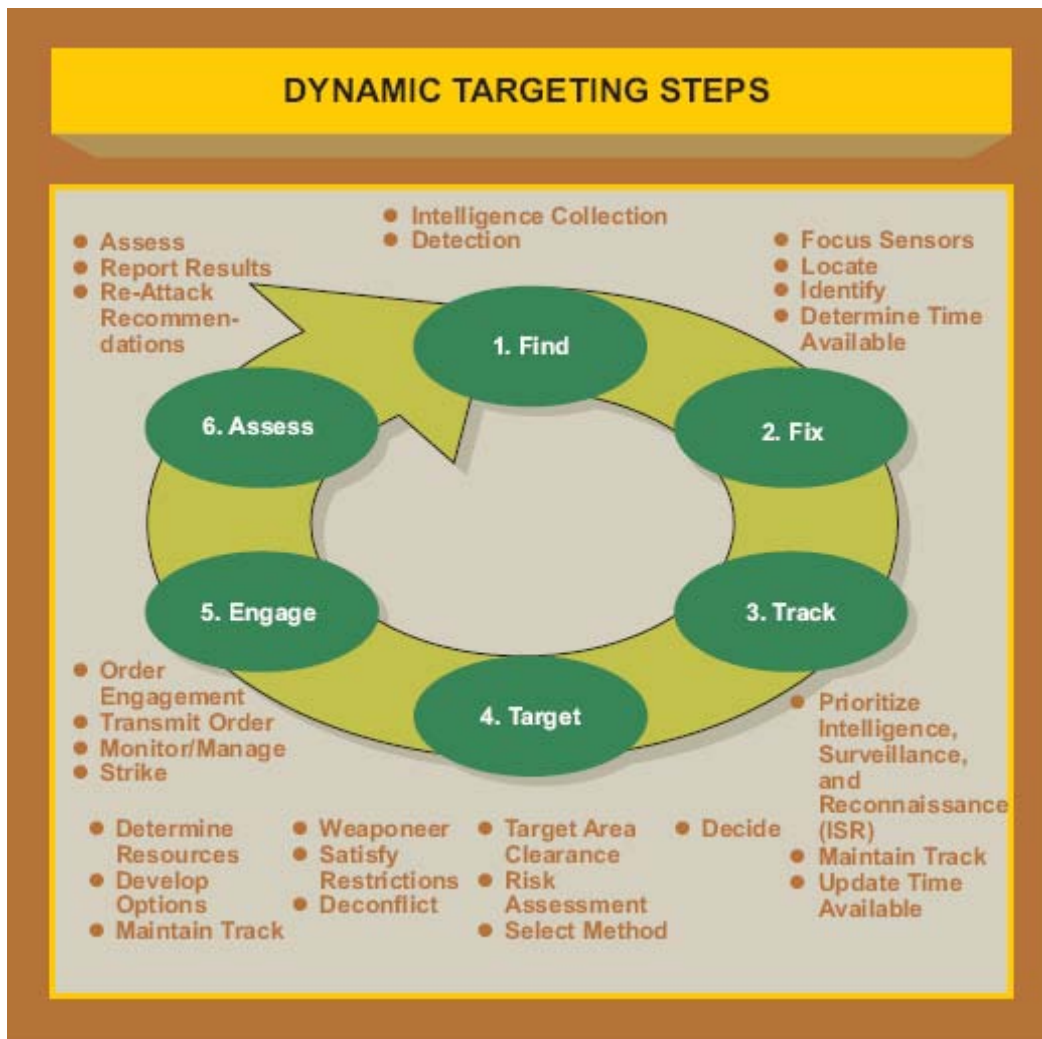 DYNAMIC TARGETING STEPS
● Intelligence Collection
● Detection
● Assess
● Report Results
● Re-Attack
Recommen-
dations
● Focus Sensors
● Locate
● Identify
● Determine Time
Available
1. Find
2. Fix
3. Track
4. Target
5. Engage
6. Assess
● Prioritize
Intelligence,
Surveillance,
and
Reconnaissance
(ISR)
● Maintain Track
● Update Time
Available
● Order
Engagement
● Transmit Order
● Monitor/Manage
● Strike
● Determine
Resources
● Develop
Options
● Maintain Track
● Weaponeer
● Satisfy
Restrictions
● Deconflict
● Target Area
Clearance
● Risk
Assessment
● Select Method
● Decide